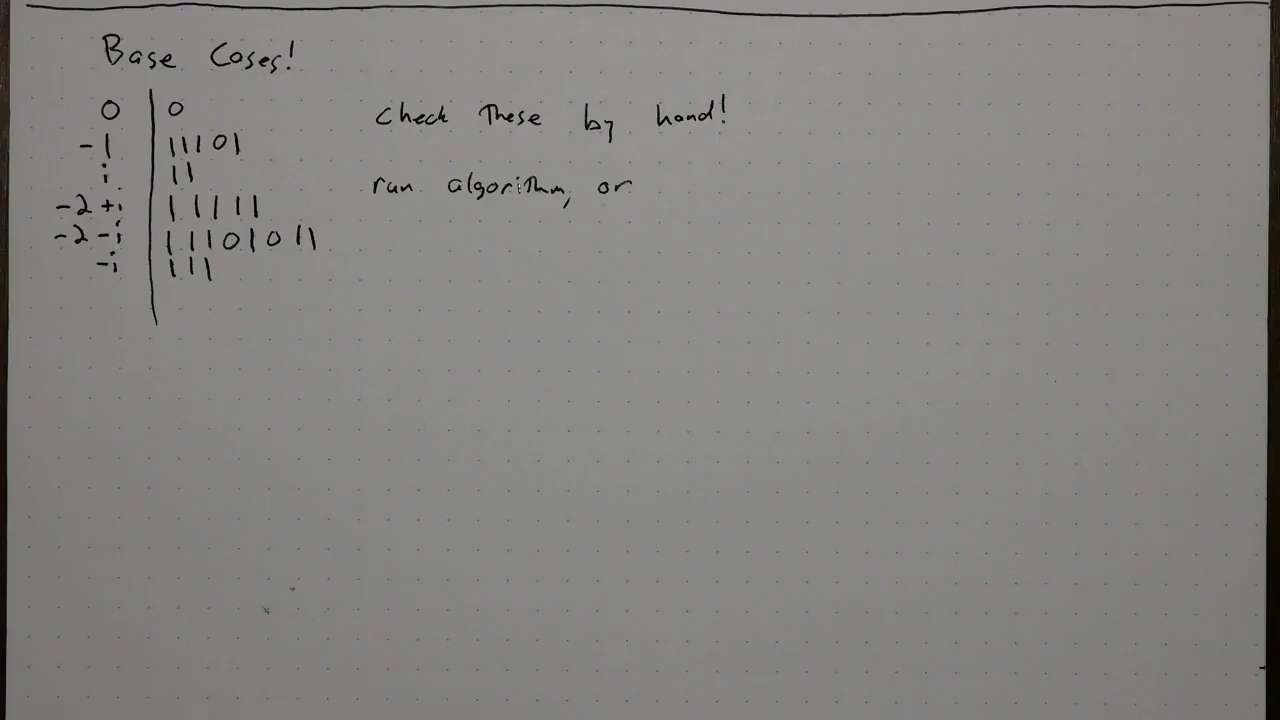 Base Cases!
0 | 0
-1 | 11101
i | 11
-2+i | 11111
-2-i | 11101011
-i | 111
Check these by hand!
run algorithm, or